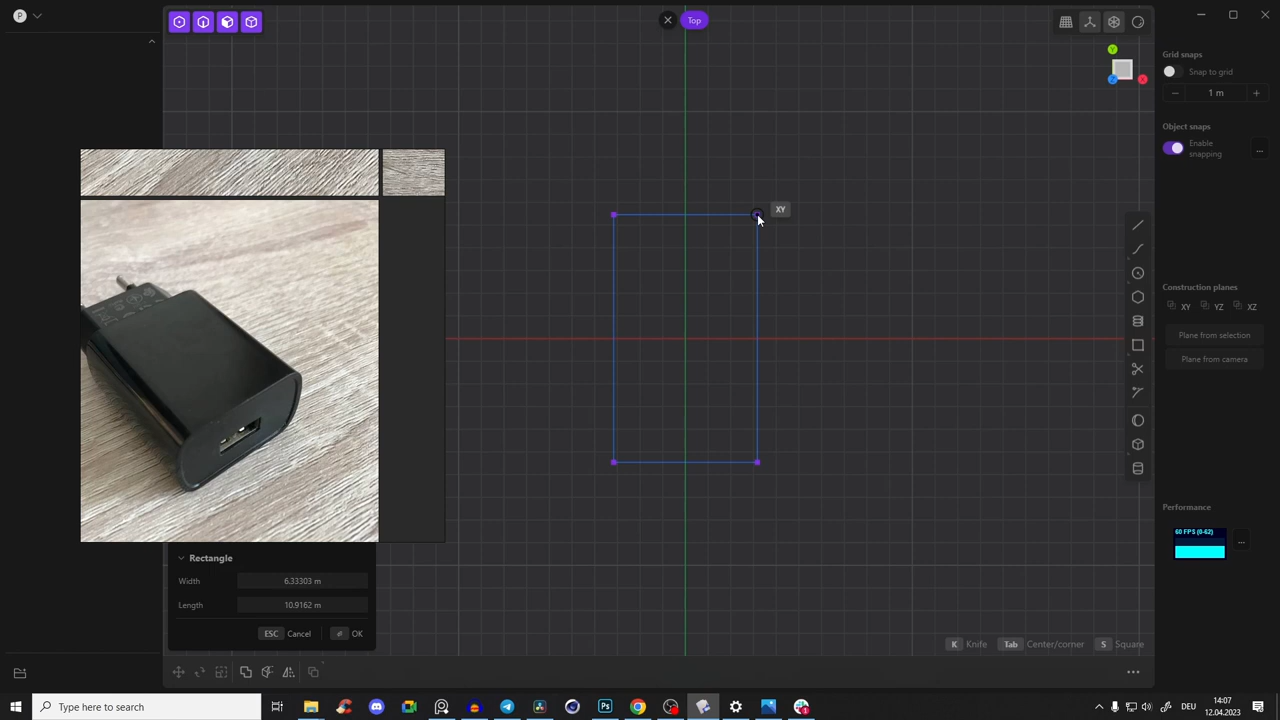 P
Top
Y
X
Z
Grid snaps
Snap to grid
1 m
Object snaps
Enable snapping
...
XY
Construction planes
XY
YZ
XZ
Plane from selection
Plane from camera
Performance
60 FPS (0-62)
...
Rectangle
Width
6.33303 m
Length
10.9162 m
ESC Cancel
OK
K Knife
Tab Center/corner
S Square
Type here to search
DEU
14:07
12.04.2023